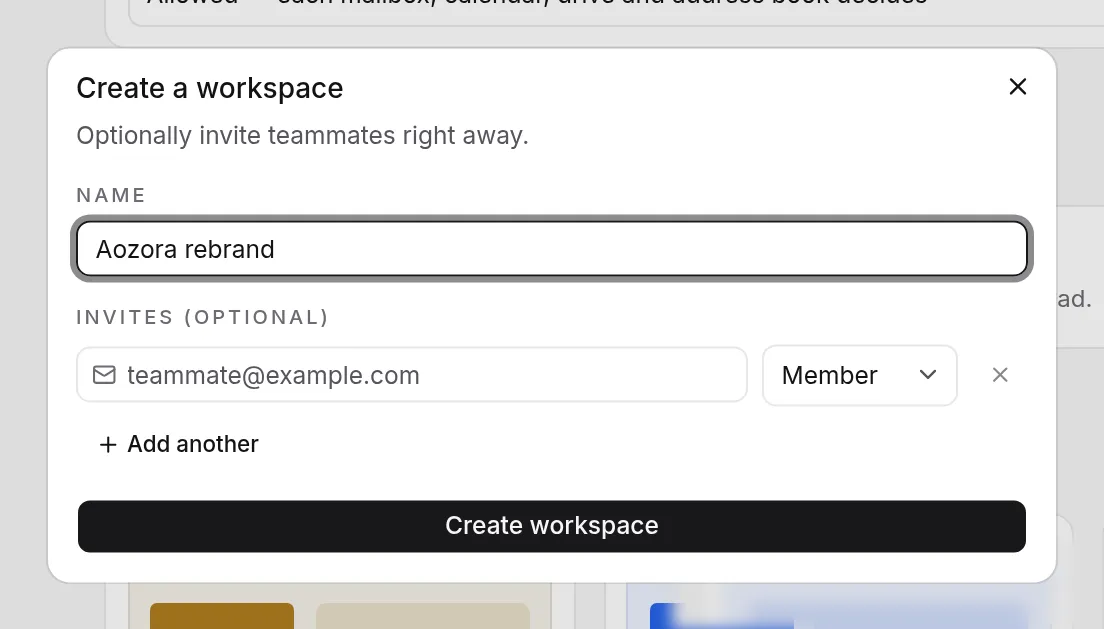 Create a workspace
Optionally invite teammates right away.
NAME
Aozora rebrand
INVITES (OPTIONAL)
teammate@example.com
Member
+ Add another
Create workspace
ad.